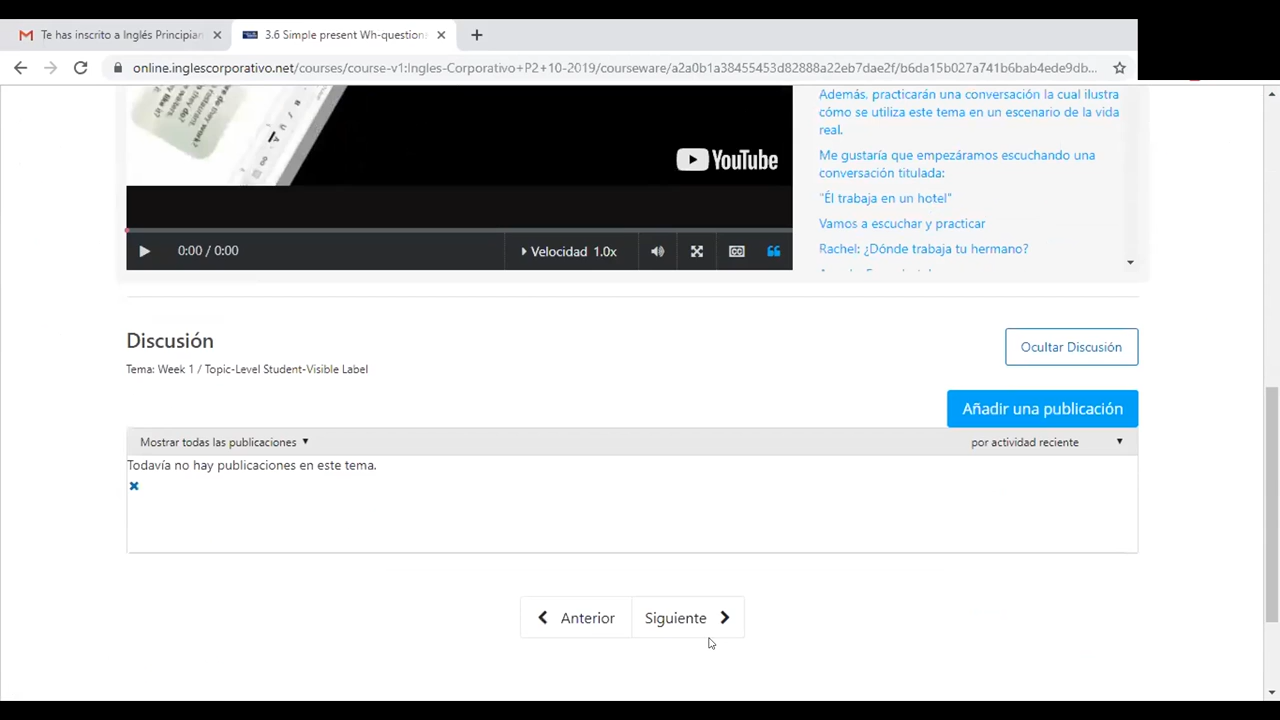 Te has inscrito a Inglés Principian
3.6 Simple present Wh-questions
online.inglescorporativo.net/courses/course-v1:Ingles-Corporativo+P2+10-2019/courseware/a2a0b1a38455453d82888a22eb7dae2f/b6da15b027a741b6bab4ede9db...
Además, practicarán una conversación la cual ilustra
cómo se utiliza este tema en un escenario de la vida
real.
Me gustaría que empezáramos escuchando una
conversación titulada:
"Él trabaja en un hotel"
Vamos a escuchar y practicar
Rachel: ¿Dónde trabaja tu hermano?
YouTube
0:00 / 0:00
Velocidad 1.0x
Discusión
Ocultar Discusión
Tema: Week 1 / Topic-Level Student-Visible Label
Añadir una publicación
Mostrar todas las publicaciones
por actividad reciente
Todavía no hay publicaciones en este tema.
Anterior
Siguiente